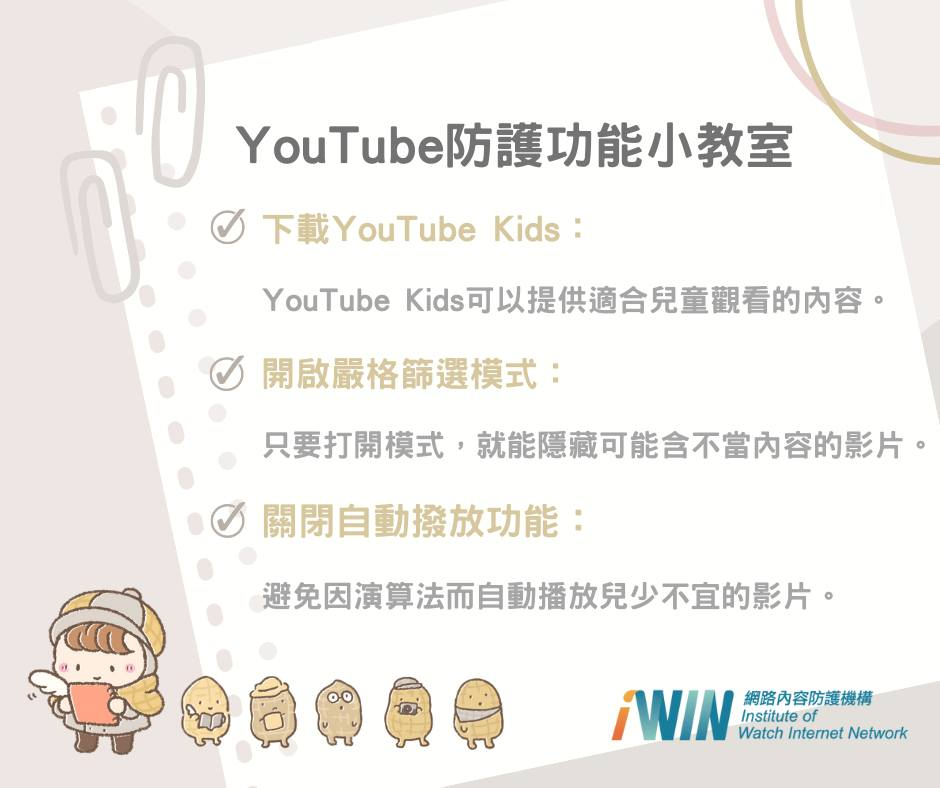 YouTube防護功能小教室
下載YouTube Kids：
YouTube Kids可以提供適合兒童觀看的內容。
開啟嚴格篩選模式：
只要打開模式，就能隱藏可能含不當內容的影片。
關閉自動撥放功能：
避免因演算法而自動播放兒少不宜的影片。
iWIN 網路內容防護機構
Institute of
Watch Internet Network